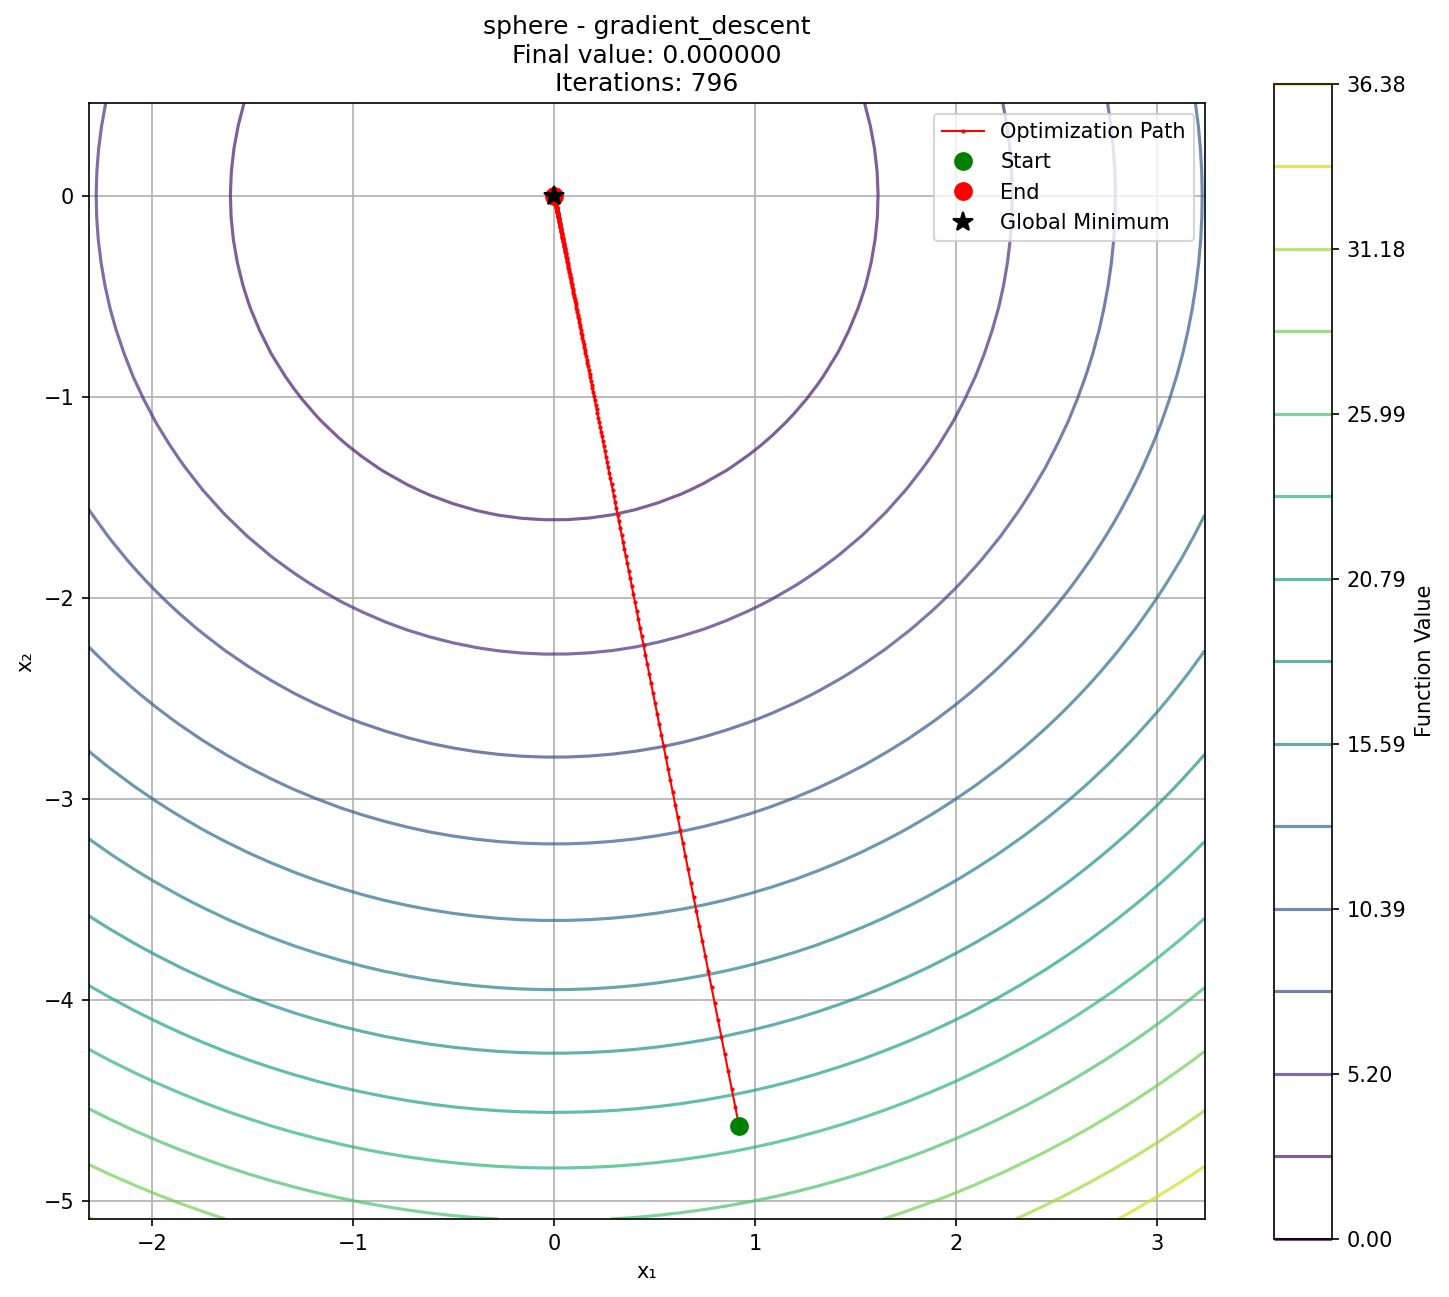 sphere - gradient_descent
Final value: 0.000000
Iterations: 796
Optimization Path
Start
End
Global Minimum
0
−1
−2
−3
−4
−5
x₂
−2
−1
0
1
2
3
x₁
36.38
31.18
25.99
20.79
15.59
10.39
5.20
0.00
Function Value